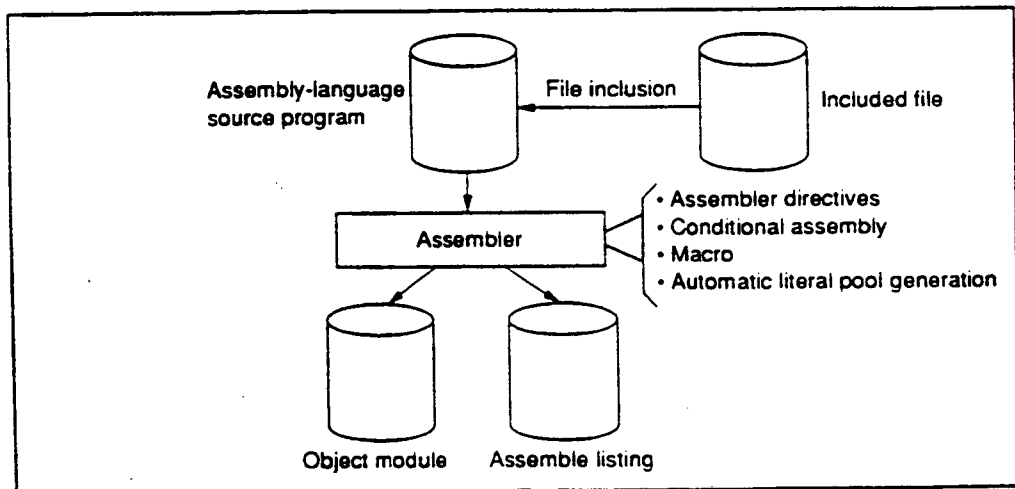 Assembly-language
source program
File inclusion
Included file
Assembler
• Assembler directives
• Conditional assembly
• Macro
• Automatic literal pool generation
Object module
Assemble listing